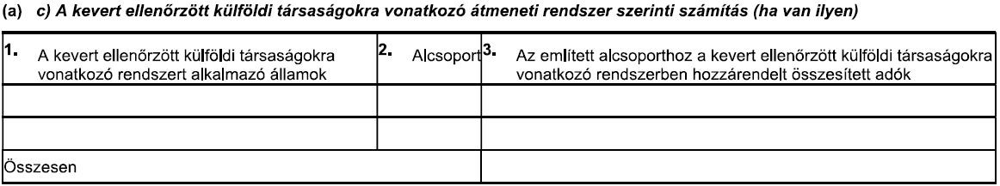 (a) c) A kevert ellenőrzött külföldi társaságokra vonatkozó átmeneti rendszer szerinti számítás (ha van ilyen)
1. A kevert ellenőrzött külföldi társaságokra
vonatkozó rendszert alkalmazó államok
2. Alcsoport
3. Az említett alcsoporthoz a kevert ellenőrzött külföldi társaságokra
vonatkozó rendszerben hozzárendelt összesített adók
Összesen